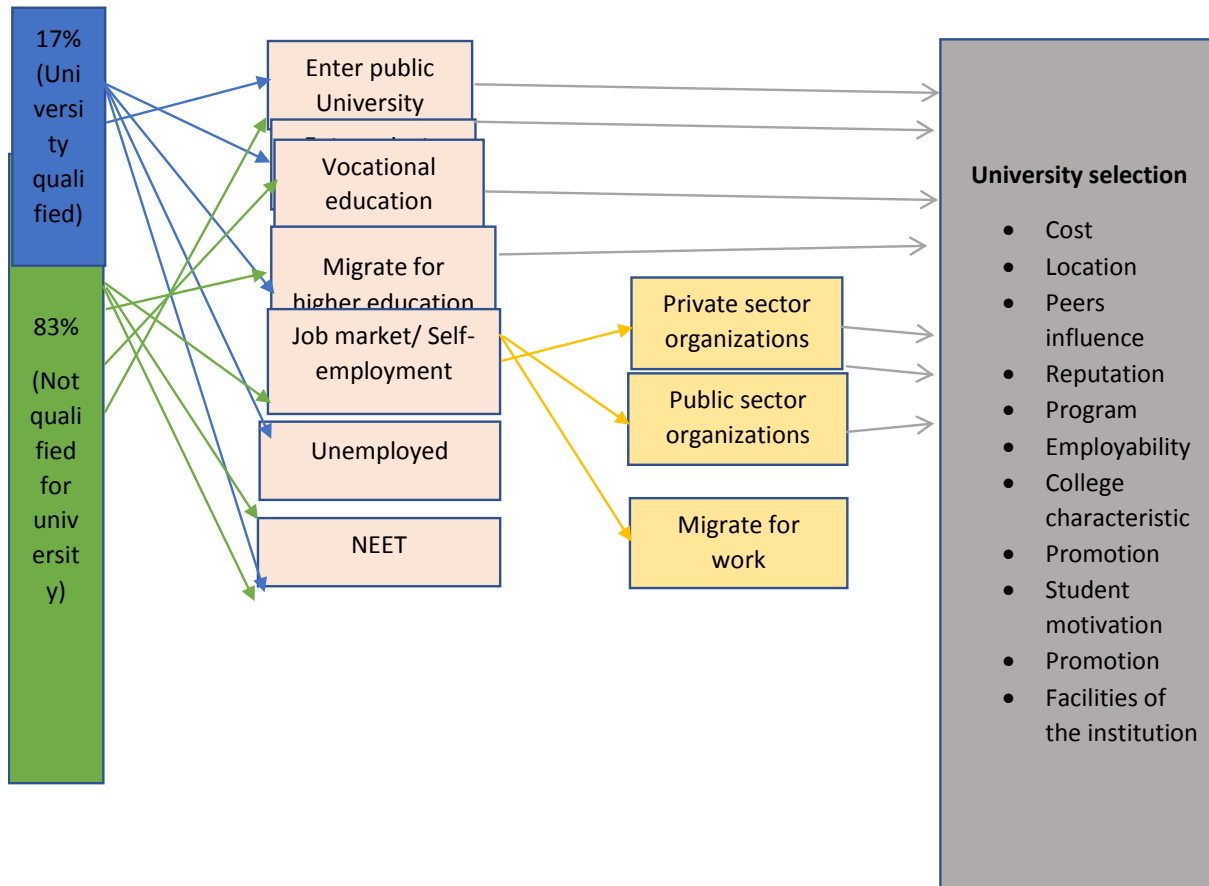 17%
(Uni
versi
ty
quali
fied)
83%
(Not
quali
fied
for
univ
ersit
y)
Enter public
University
Vocational
education
Migrate for
higher education
Job market/ Self-
employment
Unemployed
NEET
Private sector
organizations
Public sector
organizations
Migrate for
work
University selection
• Cost
• Location
• Peers
influence
• Reputation
• Program
• Employability
• College
characteristic
• Promotion
• Student
motivation
• Promotion
• Facilities of
the institution